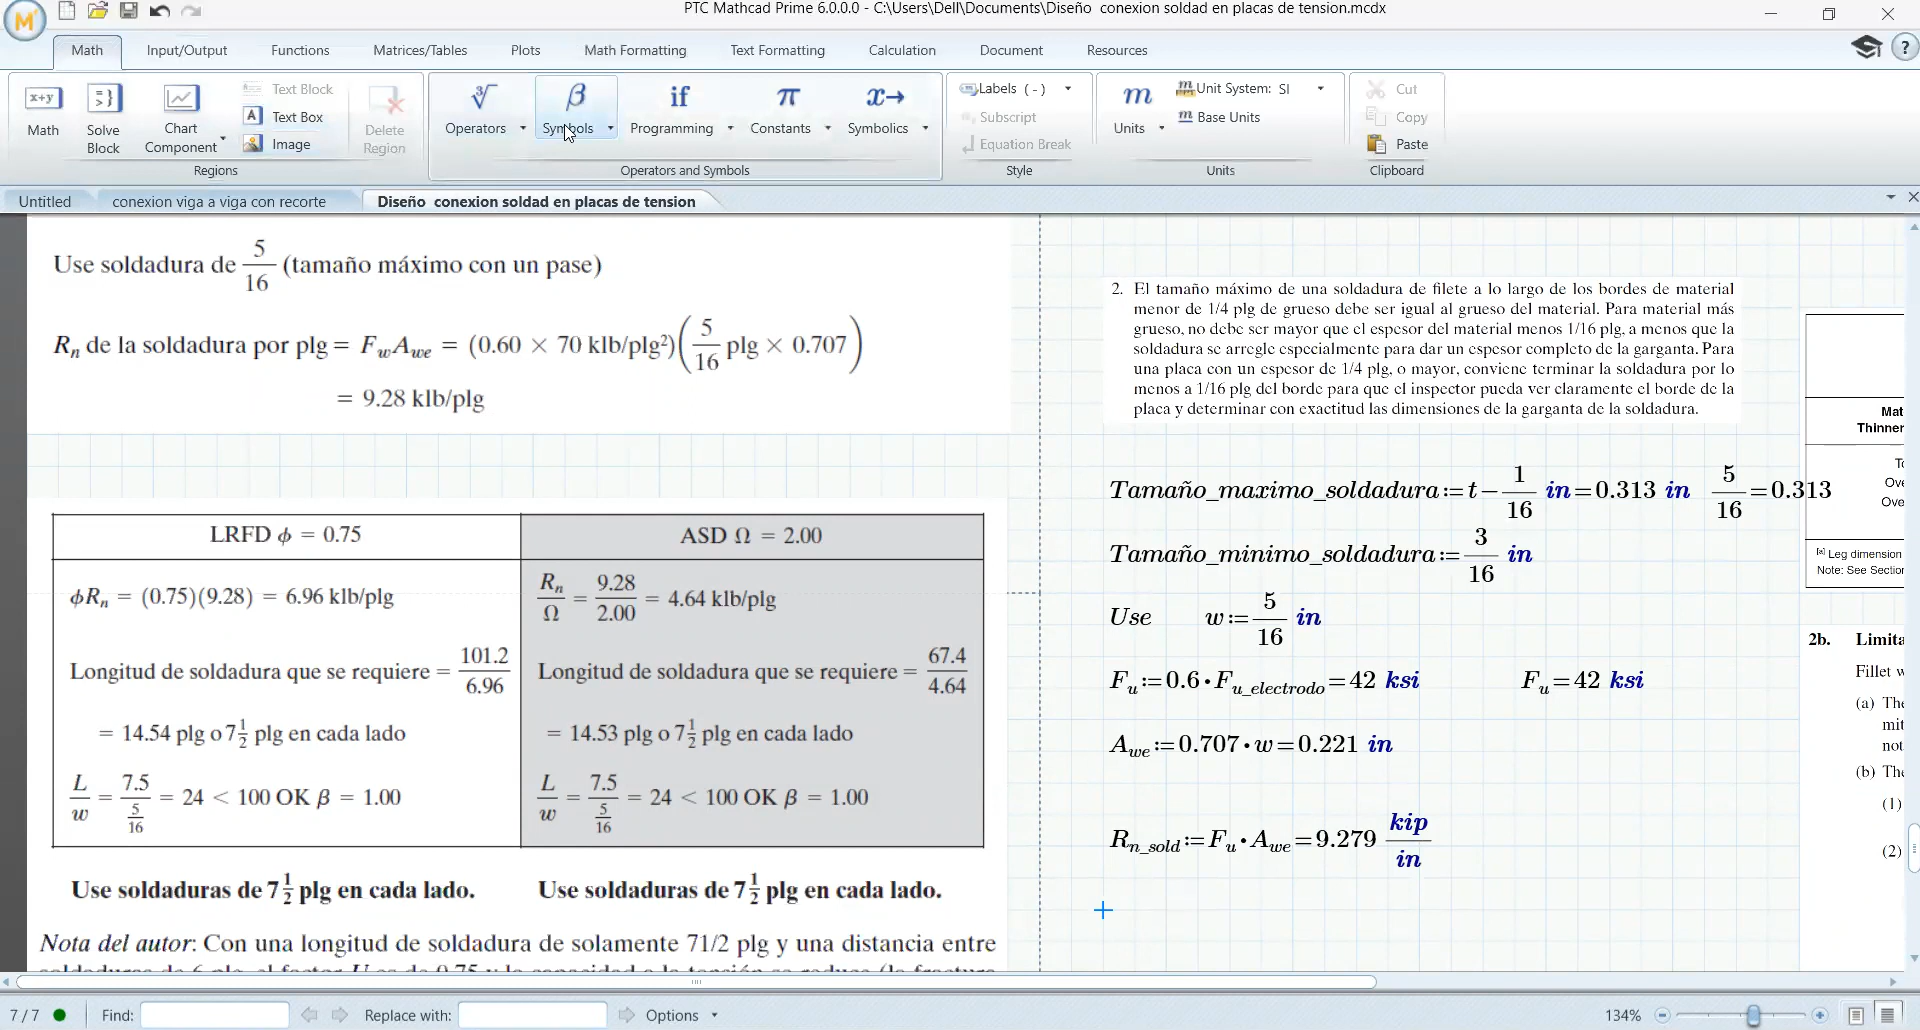 PTC Mathcad Prime 6.0.0.0 - C:\Users\Dell\Documents\Diseño conexion soldad en placas de tension.mcdx
Math Input/Output Functions Matrices/Tables Plots Math Formatting Text Formatting Calculation Document Resources
Math
Solve Block
Chart Component
Text Block
Text Box
Image
Delete Region
Regions
Operators
Symbols
Programming
Constants
Symbolics
Operators and Symbols
Labels ( - )
Subscript
Equation Break
Style
Units
Unit System: SI
Base Units
Units
Cut
Copy
Paste
Clipboard
Untitled conexion viga a viga con recorte Diseño conexion soldad en placas de tension
Use soldadura de 5/16 (tamaño máximo con un pase)
Rn de la soldadura por plg = FwAwe = (0.60 × 70 klb/plg²)(5/16 plg × 0.707)
= 9.28 klb/plg
LRFD ϕ = 0.75
ϕRn = (0.75)(9.28) = 6.96 klb/plg
Longitud de soldadura que se requiere = 101.2/6.96
= 14.54 plg o 7 1/2 plg en cada lado
L/w = 7.5/(5/16) = 24 < 100 OK β = 1.00
ASD Ω = 2.00
Rn/Ω = 9.28/2.00 = 4.64 klb/plg
Longitud de soldadura que se requiere = 67.4/4.64
= 14.53 plg o 7 1/2 plg en cada lado
L/w = 7.5/(5/16) = 24 < 100 OK β = 1.00
Use soldaduras de 7 1/2 plg en cada lado. Use soldaduras de 7 1/2 plg en cada lado.
Nota del autor: Con una longitud de soldadura de solamente 71/2 plg y una distancia entre
2. El tamaño máximo de una soldadura de filete a lo largo de los bordes de material
menor de 1/4 plg de grueso debe ser igual al grueso del material. Para material más
grueso, no debe ser mayor que el espesor del material menos 1/16 plg, a menos que la
soldadura se arregle especialmente para dar un espesor completo de la garganta. Para
una placa con un espesor de 1/4 plg, o mayor, conviene terminar la soldadura por lo
menos a 1/16 plg del borde para que el inspector pueda ver claramente el borde de la
placa y determinar con exactitud las dimensiones de la garganta de la soldadura.
Tamaño_maximo_soldadura:=t−1/16 in=0.313 in 5/16=0.313
Tamaño_minimo_soldadura:=3/16 in
Use w:=5/16 in
Fu:=0.6•Fu_electrodo=42 ksi Fu=42 ksi
Awe:=0.707•w=0.221 in
Rn_sold:=Fu•Awe=9.279 kip/in
Mat
Thinner
Ove
Ove
[a] Leg dimension
Note: See Section
2b. Limita
Fillet w
(a) The
mit
not
(b) The
(1)
(2)
7 / 7 Find: Replace with: Options 134%